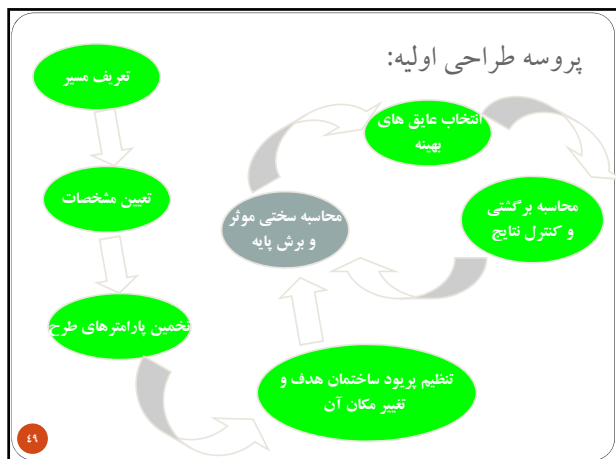 پروسه طراحی اولیه:
تعریف مسیر
انتخاب عایق های
بهینه
تعیین مشخصات
محاسبه سختی موثر
و برش پایه
محاسبه برگشتی
و کنترل نتایج
تخمین پارامترهای طرح
تنظیم پریود ساختمان هدف و
تغییر مکان آن
٤٩